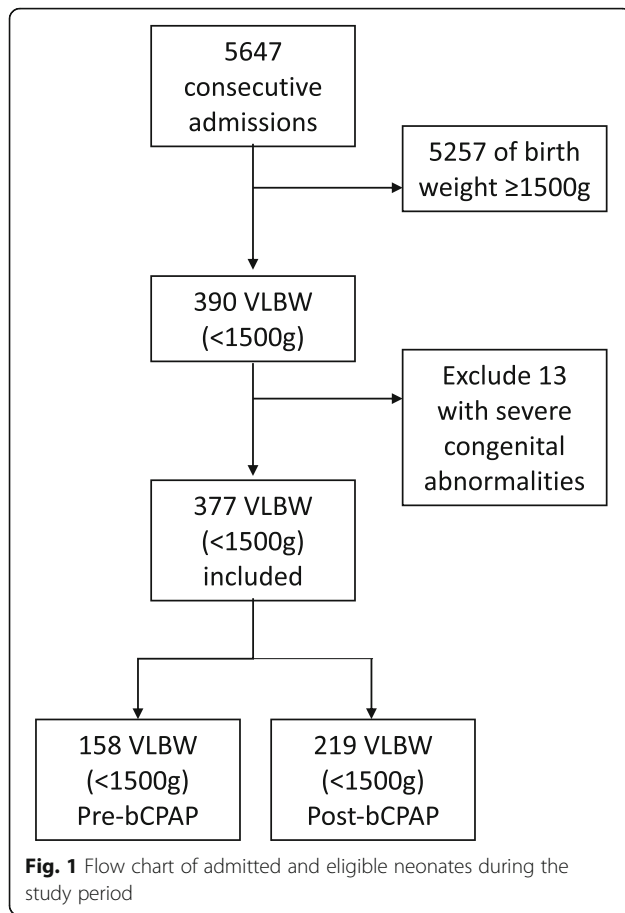 5647
consecutive
admissions
5257 of birth
weight ≥1500g
390 VLBW
(<1500g)
Exclude 13
with severe
congenital
abnormalities
377 VLBW
(<1500g)
included
158 VLBW
(<1500g)
Pre-bCPAP
219 VLBW
(<1500g)
Post-bCPAP
Fig. 1 Flow chart of admitted and eligible neonates during the
study period